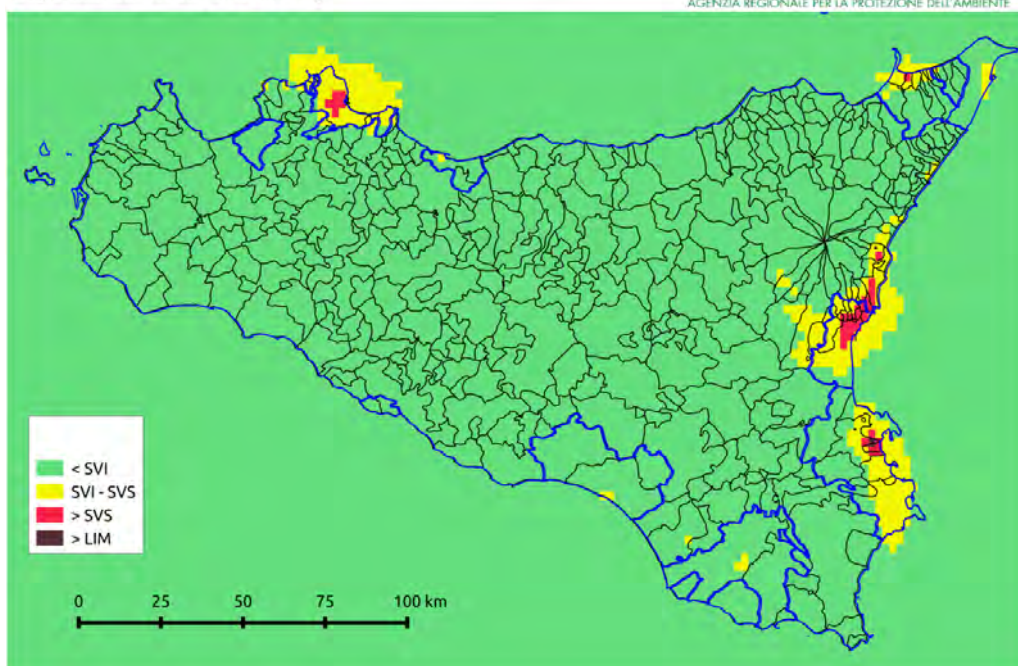 AGENZIA REGIONALE PER LA PROTEZIONE DELL'AMBIENTE
< SVI
SVI - SVS
> SVS
> LIM
0 25 50 75 100 km